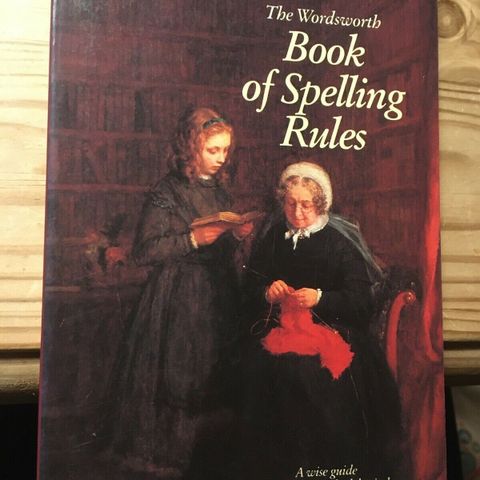 The Wordsworth
Book
of Spelling
Rules
A wise guide